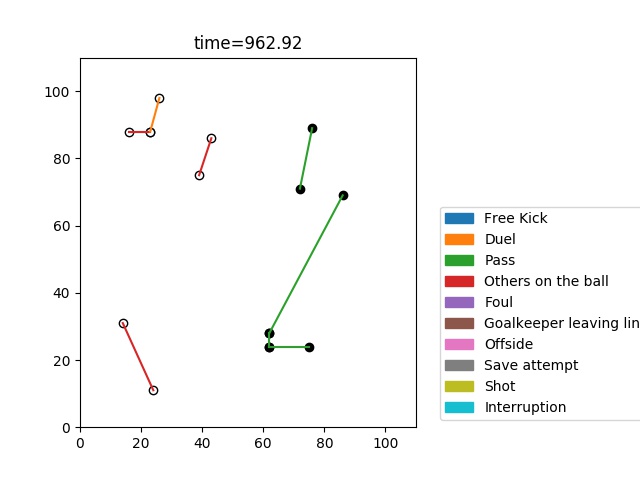 time=962.92
100
80
60
40
20
0
0 20 40 60 80 100
Free Kick
Duel
Pass
Others on the ball
Foul
Goalkeeper leaving lin
Offside
Save attempt
Shot
Interruption